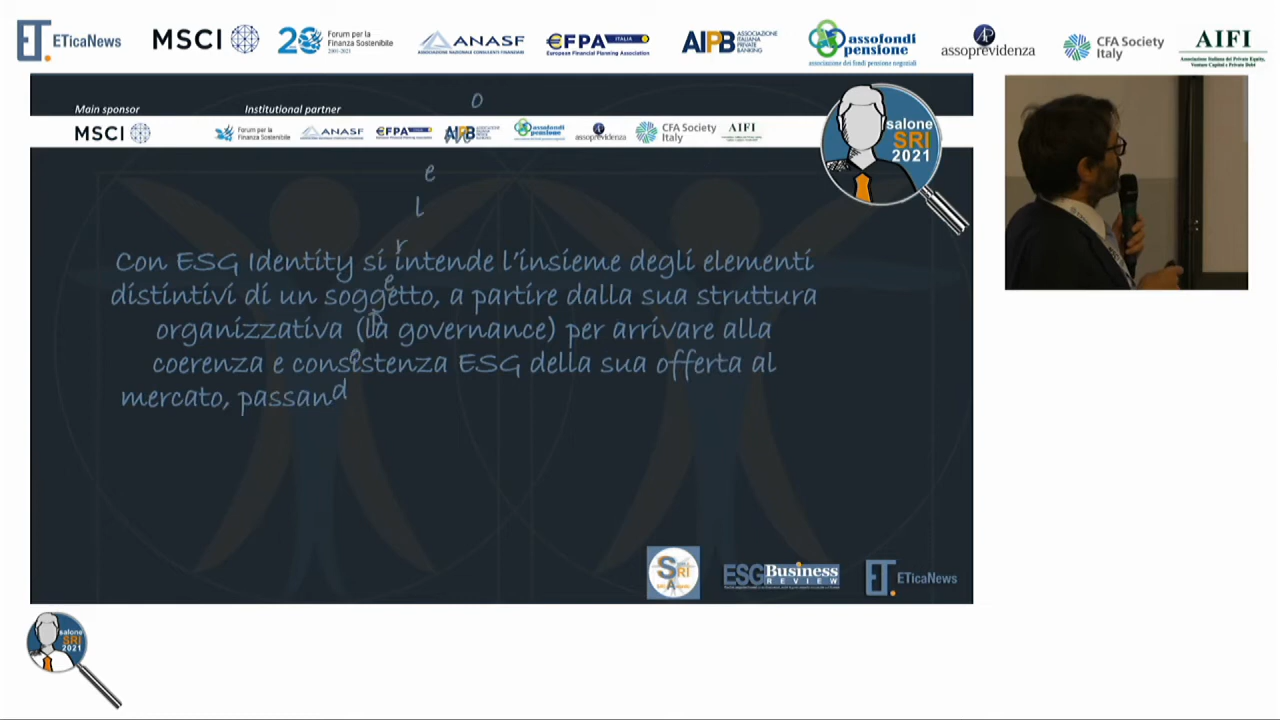 ET. ETicaNews
MSCI
20 Forum per la Finanza Sostenibile 2001-2021
ANASF
ASSOCIAZIONE NAZIONALE CONSULENTI FINANZIARI
€FPA ITALIA
European Financial Planning Association
AIPB ASSOCIAZIONE ITALIANA PRIVATE BANKING
assofondi pensione
associazione dei fondi pensione negoziali
AP
assoprevidenza
CFA Society Italy
AIFI
Associazione Italiana del Private Equity, Venture Capital e Private Debt
Main sponsor
Institutional partner
MSCI
Forum per la Finanza Sostenibile
ANASF
€FPA
AIPB
assofondi pensione
assoprevidenza
CFA Society Italy
AIFI
salone
SRI
2021
o
e
l
r
e
p
o
Con ESG Identity si intende l'insieme degli elementi
distintivi di un soggetto, a partire dalla sua struttura
organizzativa (la governance) per arrivare alla
coerenza e consistenza ESG della sua offerta al
mercato, passand
SRI
ESG Business
REVIEW
ET. ETicaNews
salone
SRI
2021